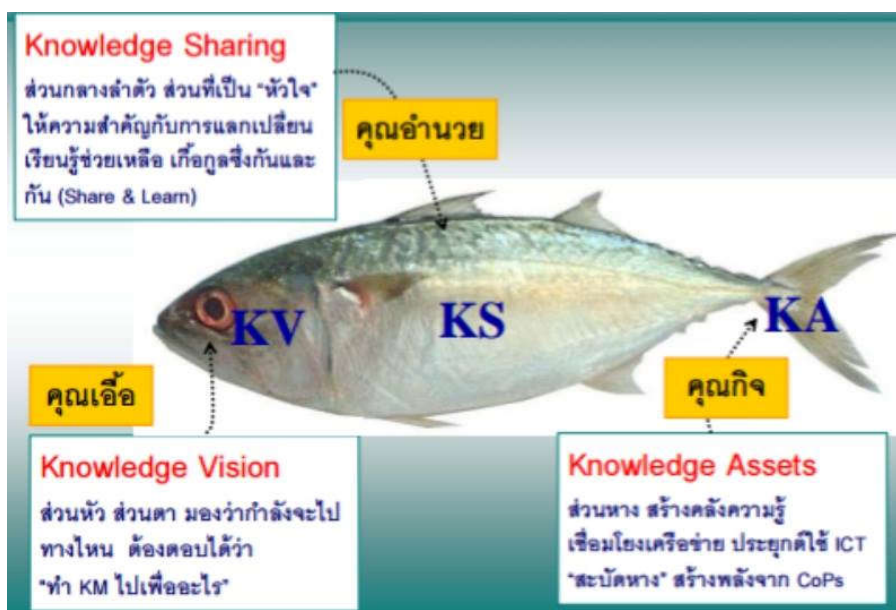 Knowledge Sharing
ส่วนกลางลำตัว ส่วนที่เป็น "หัวใจ"
ให้ความสำคัญกับการแลกเปลี่ยน
เรียนรู้ช่วยเหลือ เกื้อกูลซึ่งกันและ
กัน (Share & Learn)
คุณอำนวย
KV
KS
KA
คุณเอื้อ
คุณกิจ
Knowledge Vision
ส่วนหัว ส่วนตา มองว่ากำลังจะไป
ทางไหน ต้องตอบได้ว่า
"ทำ KM ไปเพื่ออะไร"
Knowledge Assets
ส่วนหาง สร้างคลังความรู้
เชื่อมโยงเครือข่าย ประยุกต์ใช้ ICT
"สะบัดหาง" สร้างพลังจาก CoPs